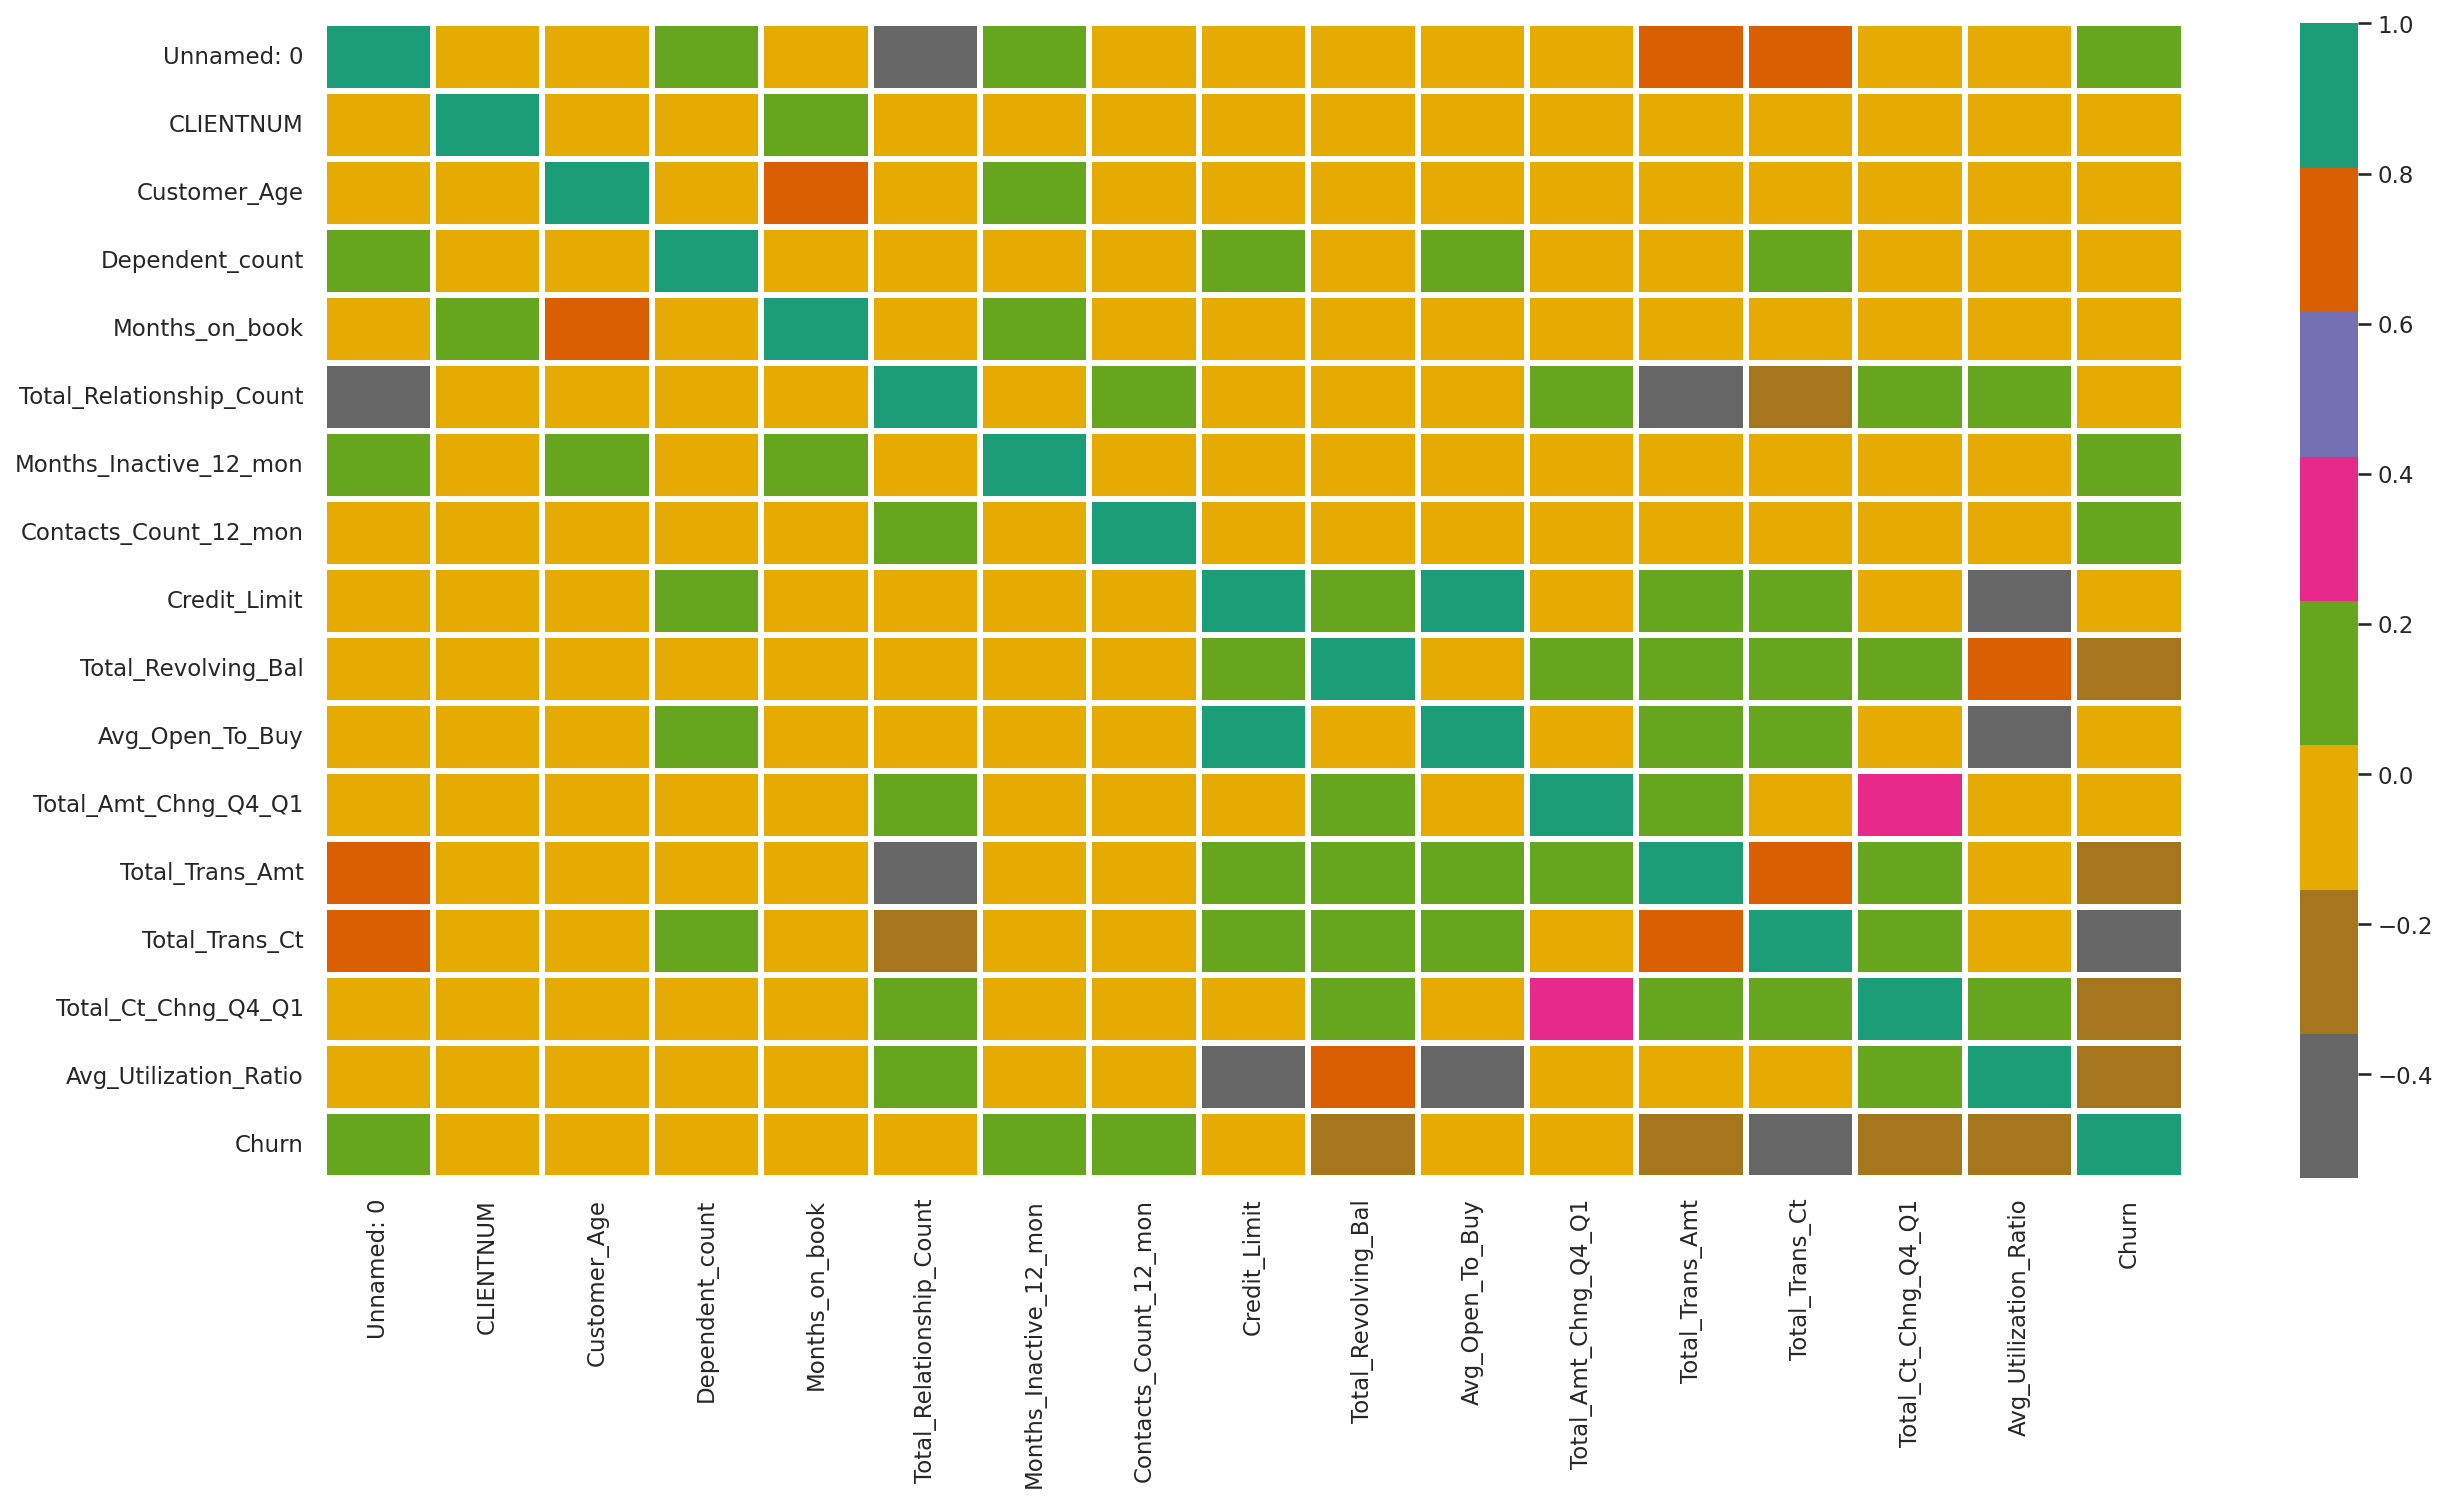 Unnamed: 0
CLIENTNUM
Customer_Age
Dependent_count
Months_on_book
Total_Relationship_Count
Months_Inactive_12_mon
Contacts_Count_12_mon
Credit_Limit
Total_Revolving_Bal
Avg_Open_To_Buy
Total_Amt_Chng_Q4_Q1
Total_Trans_Amt
Total_Trans_Ct
Total_Ct_Chng_Q4_Q1
Avg_Utilization_Ratio
Churn
Unnamed: 0
CLIENTNUM
Customer_Age
Dependent_count
Months_on_book
Total_Relationship_Count
Months_Inactive_12_mon
Contacts_Count_12_mon
Credit_Limit
Total_Revolving_Bal
Avg_Open_To_Buy
Total_Amt_Chng_Q4_Q1
Total_Trans_Amt
Total_Trans_Ct
Total_Ct_Chng_Q4_Q1
Avg_Utilization_Ratio
Churn
1.0
0.8
0.6
0.4
0.2
0.0
−0.2
−0.4